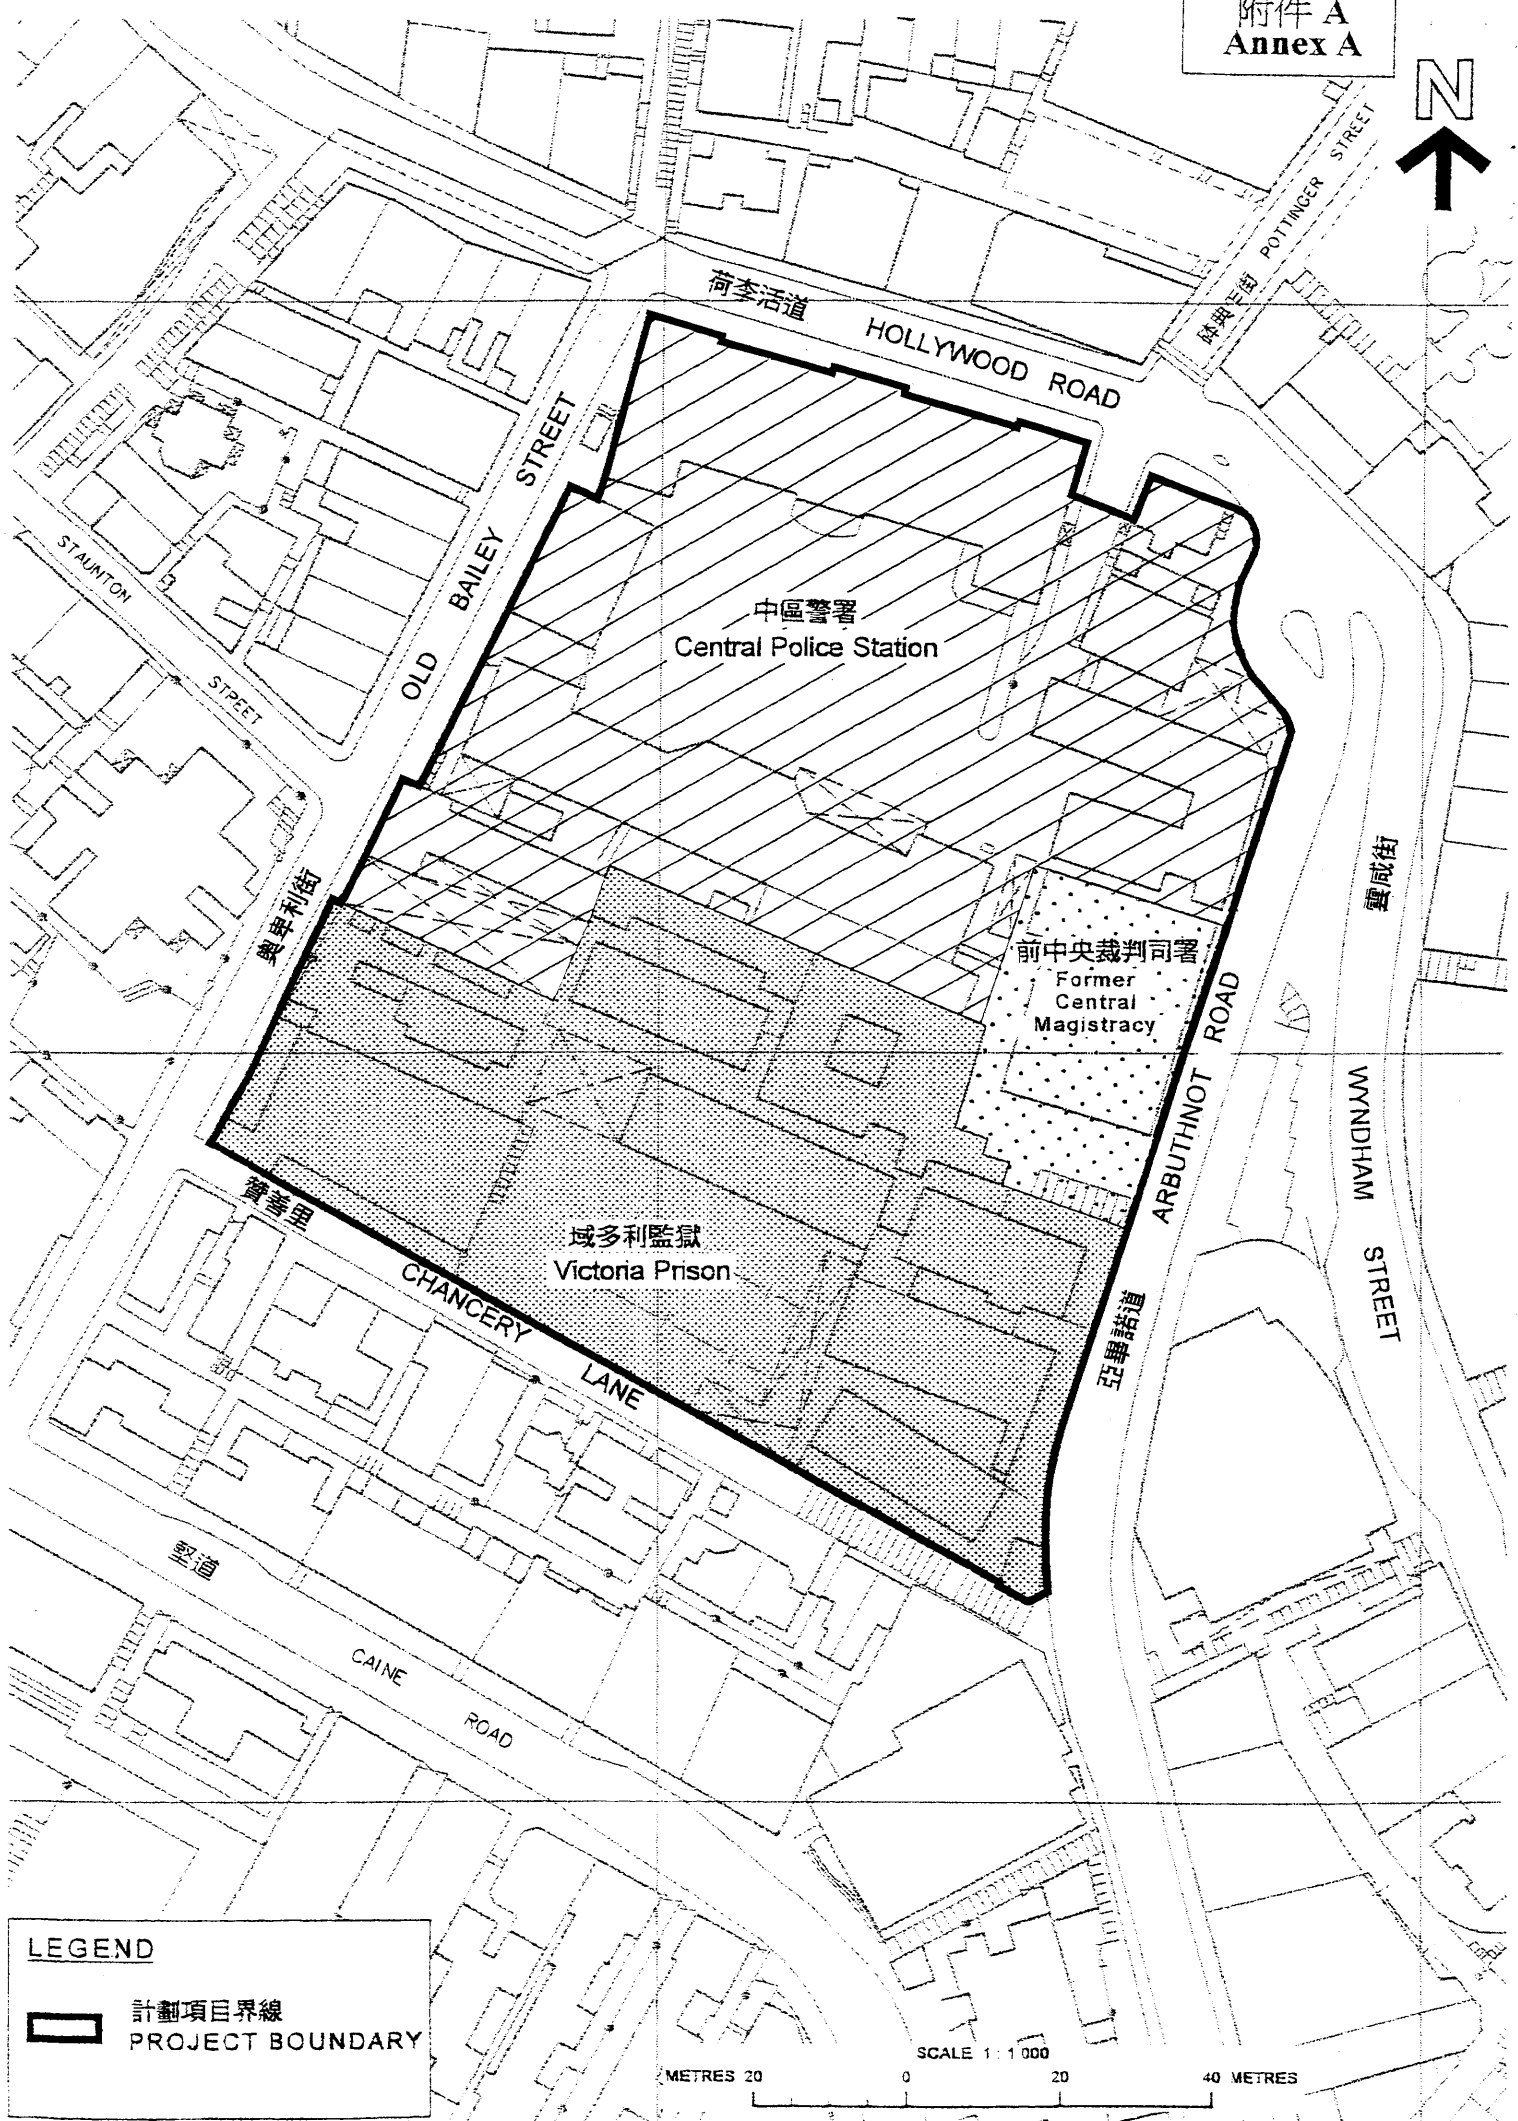 附件 A
Annex A
N
砵典乍街 POTTINGER STREET
荷李活道 HOLLYWOOD ROAD
OLD BAILEY STREET
奧卑利街
STAUNTON STREET
中區警署
Central Police Station
雲咸街
前中央裁判司署
Former
Central
Magistracy
ARBUTHNOT ROAD
亞畢諾道
WYNDHAM STREET
域多利監獄
Victoria Prison
贊善里
CHANCERY LANE
堅道
CAINE ROAD
LEGEND
計劃項目界線
PROJECT BOUNDARY
SCALE 1 : 1 000
METRES 20 0 20 40 METRES